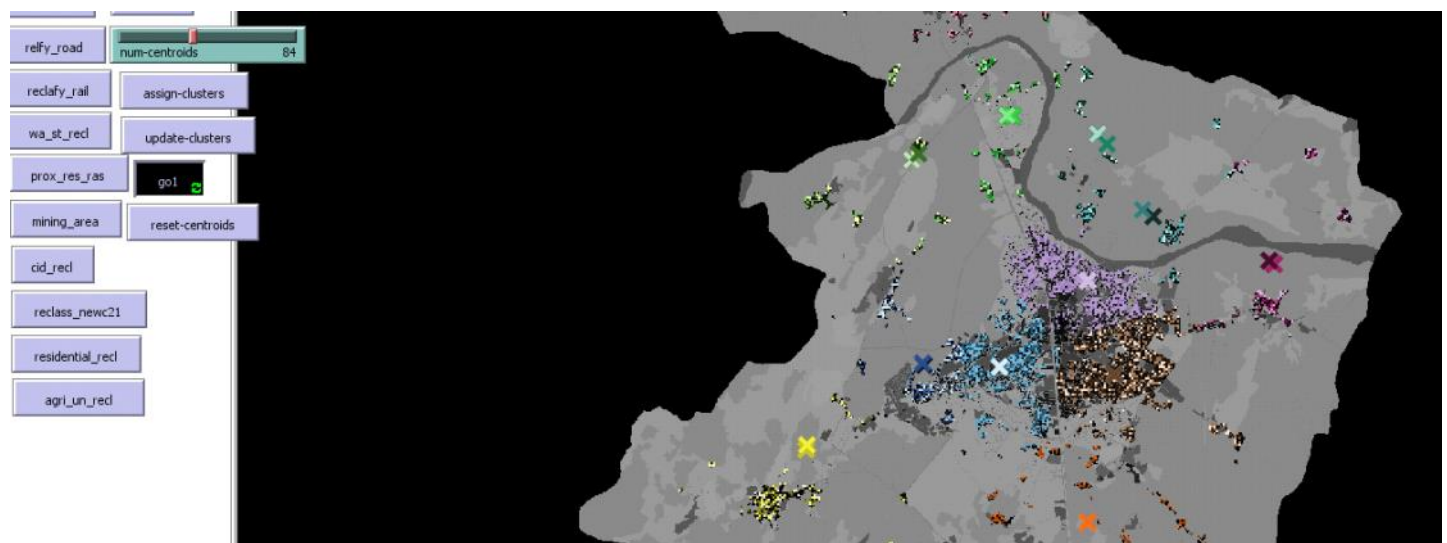 relfy_road
num-centroids 84
reclafy_rail
assign-clusters
wa_st_recl
update-clusters
prox_res_ras
go1
mining_area
reset-centroids
cid_recl
reclass_newc21
residential_recl
agri_un_recl